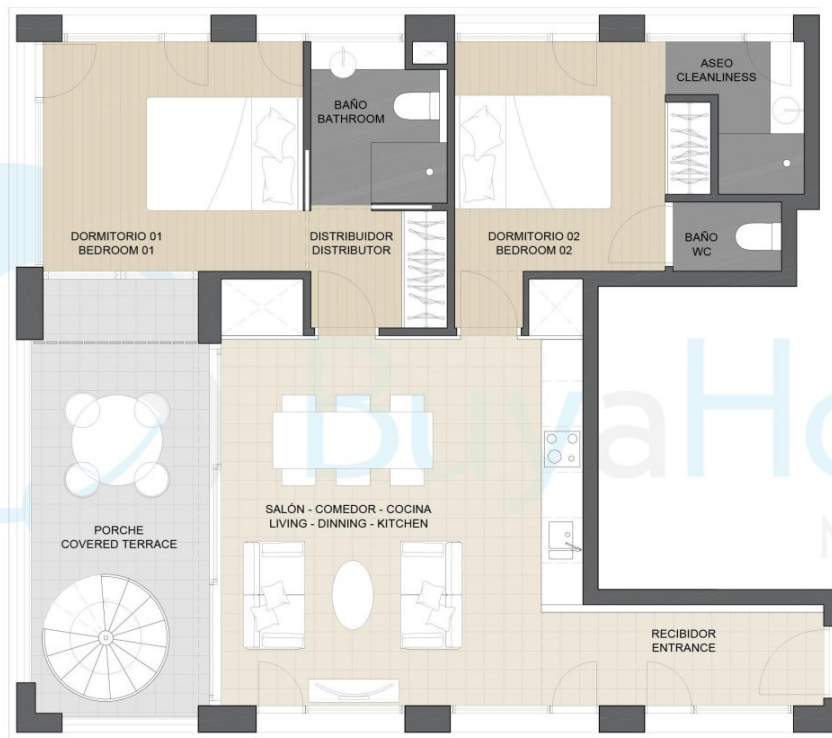 ASEO
CLEANLINESS
BAÑO
BATHROOM
DORMITORIO 01
BEDROOM 01
DISTRIBUIDOR
DISTRIBUTOR
DORMITORIO 02
BEDROOM 02
BAÑO
WC
BuyaHo
SALÓN - COMEDOR - COCINA
LIVING - DINNING - KITCHEN
PORCHE
COVERED TERRACE
M
RECIBIDOR
ENTRANCE